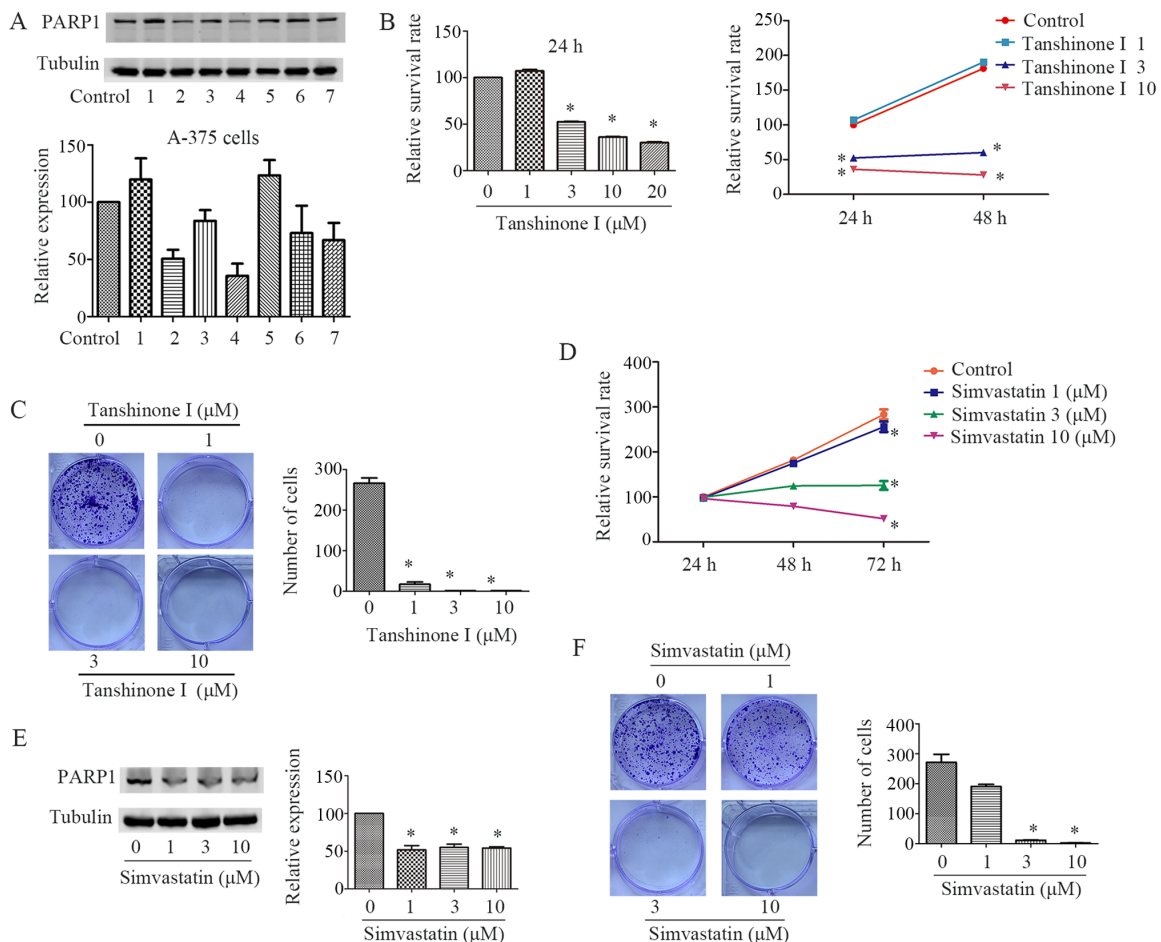 A
PARP1
Tubulin
Control 1 2 3 4 5 6 7
A-375 cells
Relative expression
150
100
50
0
Control 1 2 3 4 5 6 7
B
24 h
Relative survival rate
150
100
50
0
* * *
0 1 3 10 20
Tanshinone I (μM)
Relative survival rate
250
200
150
100
50
0
Control
Tanshinone I 1
Tanshinone I 3
Tanshinone I 10
* *
* *
24 h 48 h
C
Tanshinone I (μM)
0 1
3 10
Tanshinone I (μM)
Number of cells
300
200
100
0
* * *
0 1 3 10
Tanshinone I (μM)
D
Relative survival rate
400
300
200
100
0
Control
Simvastatin 1 (μM)
Simvastatin 3 (μM)
Simvastatin 10 (μM)
*
*
*
24 h 48 h 72 h
E
PARP1
Tubulin
0 1 3 10
Simvastatin (μM)
Relative expression
150
100
50
0
* * *
0 1 3 10
Simvastatin (μM)
F
Simvastatin (μM)
0 1
3 10
Simvastatin (μM)
Number of cells
400
300
200
100
0
* *
0 1 3 10
Simvastatin (μM)